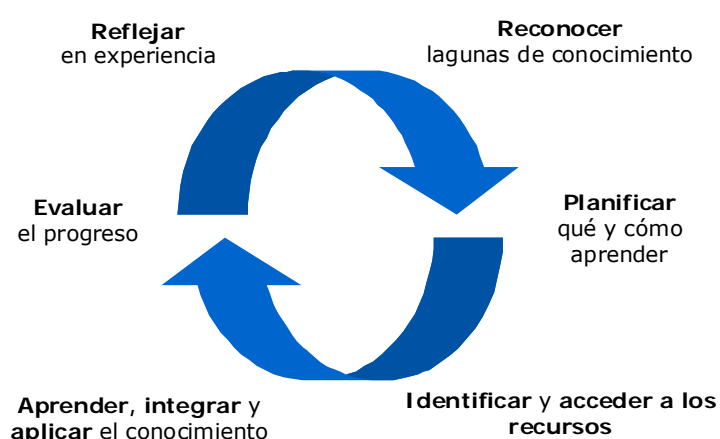 Reflejar
en experiencia
Reconocer
lagunas de conocimiento
Planificar
qué y cómo
aprender
Identificar y acceder a los
recursos
Aprender, integrar y
aplicar el conocimiento
Evaluar
el progreso